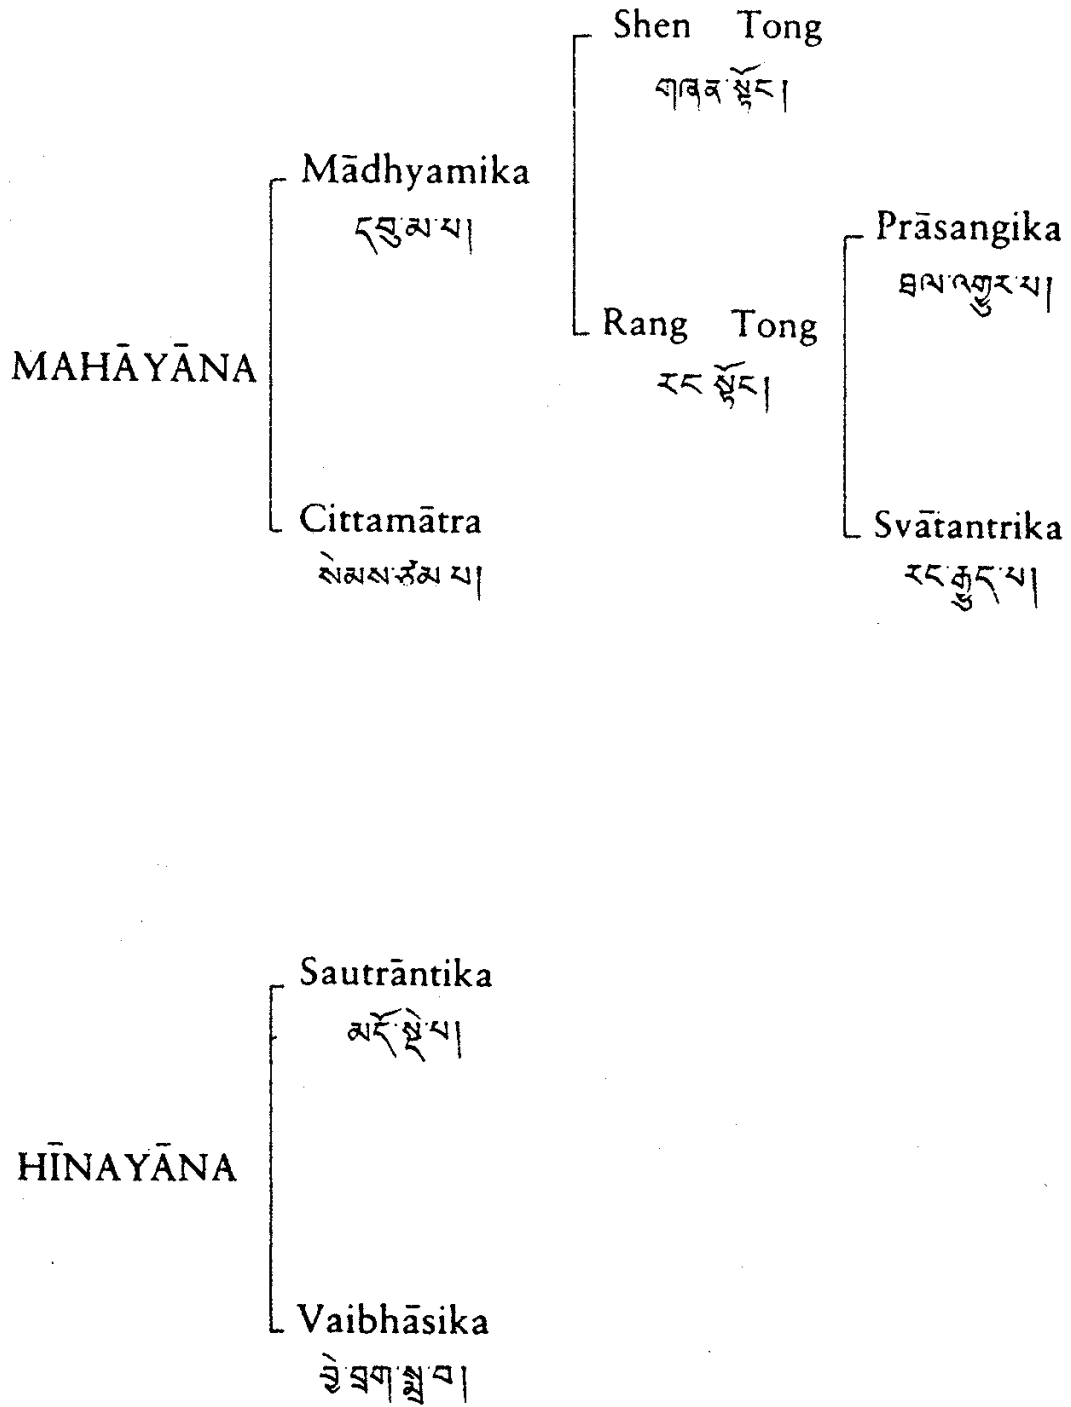 Shen Tong
གཞན་སྟོང།
Mādhyamika
དབུ་མ་པ།
Prāsangika
ཐལ་འགྱུར་པ།
Rang Tong
རང་སྟོང།
MAHĀYĀNA
Cittamātra
སེམས་ཙམ་པ།
Svātantrika
རང་རྒྱུད་པ།
Sautrāntika
མདོ་སྡེ་པ།
HĪNAYĀNA
Vaibhāsika
བྱེ་བྲག་སྨྲ་བ།